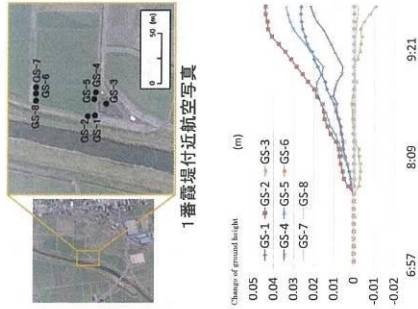 GS-8
GS-7
GS-6
GS-2
GS-5
GS-1
GS-4
GS-3
0
50 (m)
1番霞堤付近航空写真
Change of ground height (m)
0.05
0.04
0.03
0.02
0.01
0
-0.01
-0.02
GS-1
GS-2
GS-3
GS-4
GS-5
GS-6
GS-7
GS-8
6:57
8:09
9:21